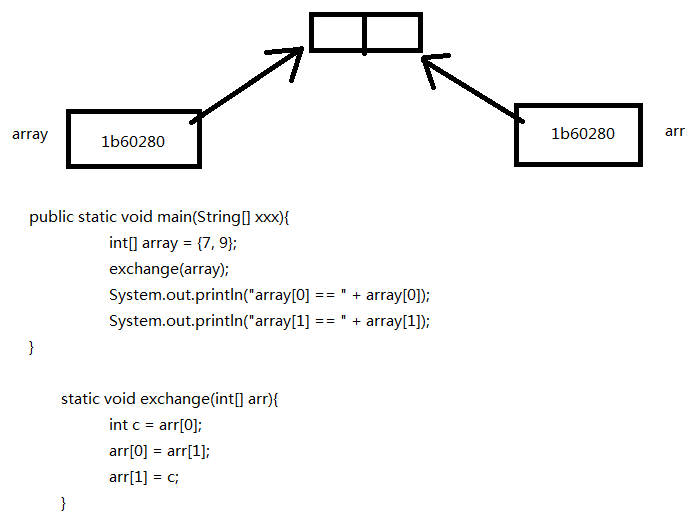 array
1b60280
1b60280
arr
public static void main(String[] xxx){
int[] array = {7, 9};
exchange(array);
System.out.println("array[0] == " + array[0]);
System.out.println("array[1] == " + array[1]);
}
static void exchange(int[] arr){
int c = arr[0];
arr[0] = arr[1];
arr[1] = c;
}